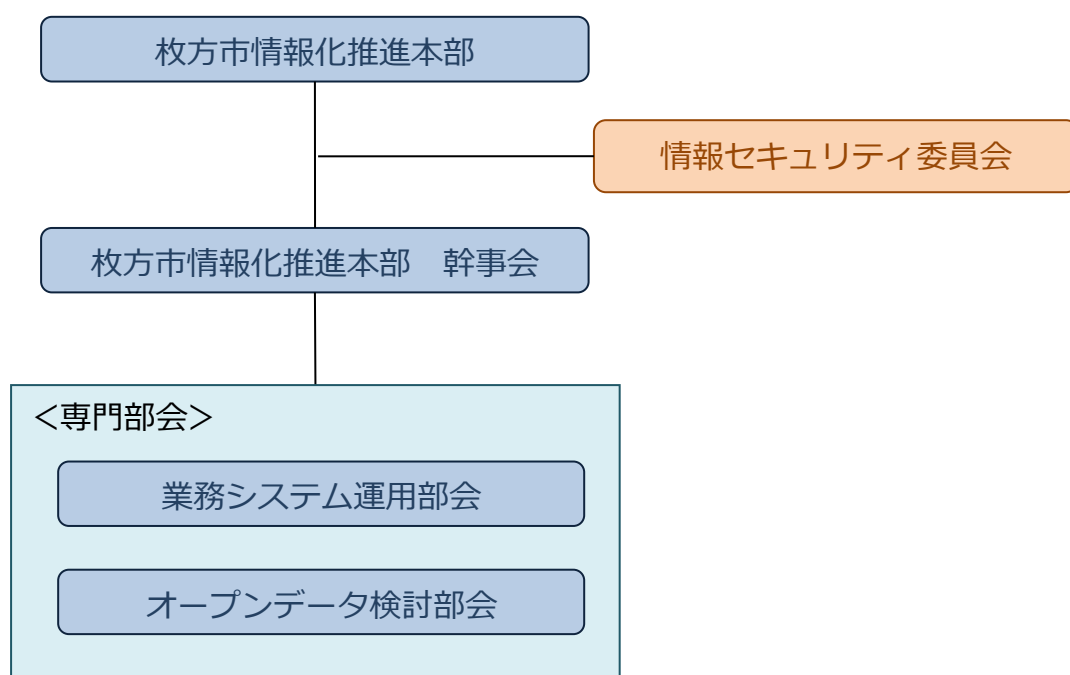 枚方市情報化推進本部
情報セキュリティ委員会
枚方市情報化推進本部　幹事会
＜専門部会＞
業務システム運用部会
オープンデータ検討部会